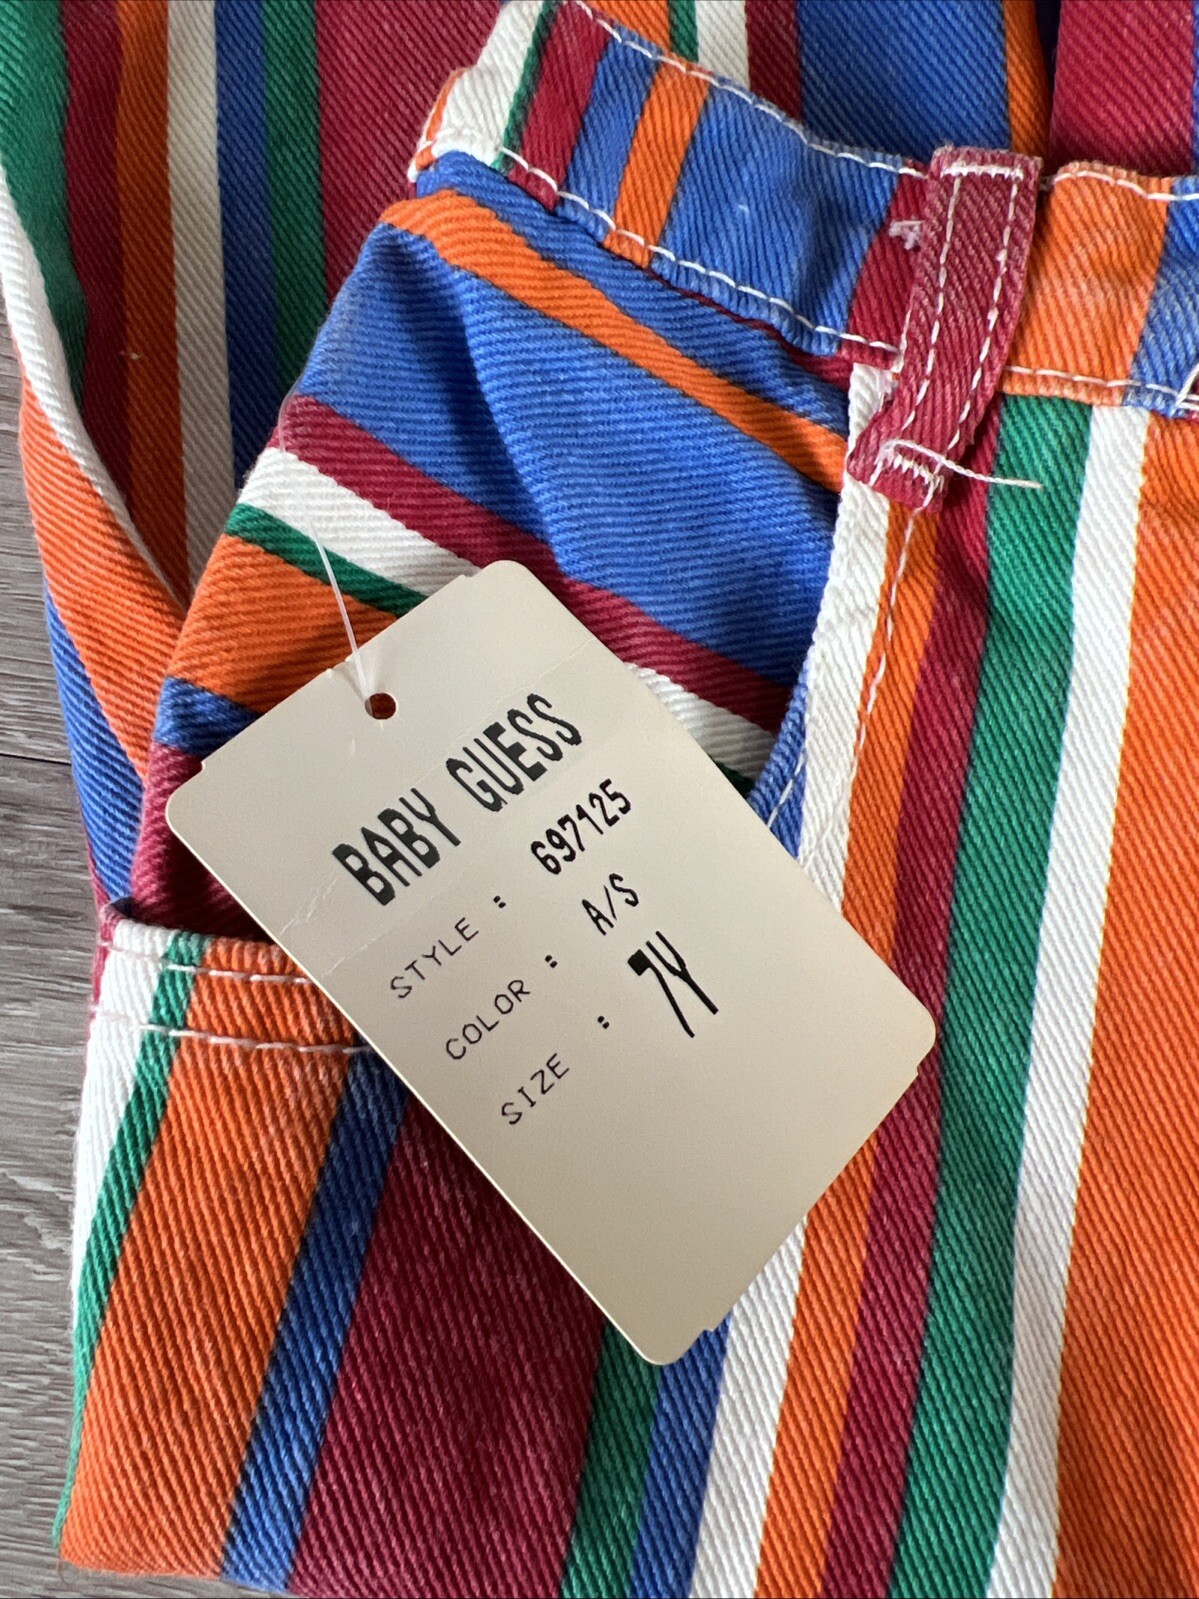 BABY GUESS
STYLE : 697125
COLOR : A/S
SIZE : 7Y